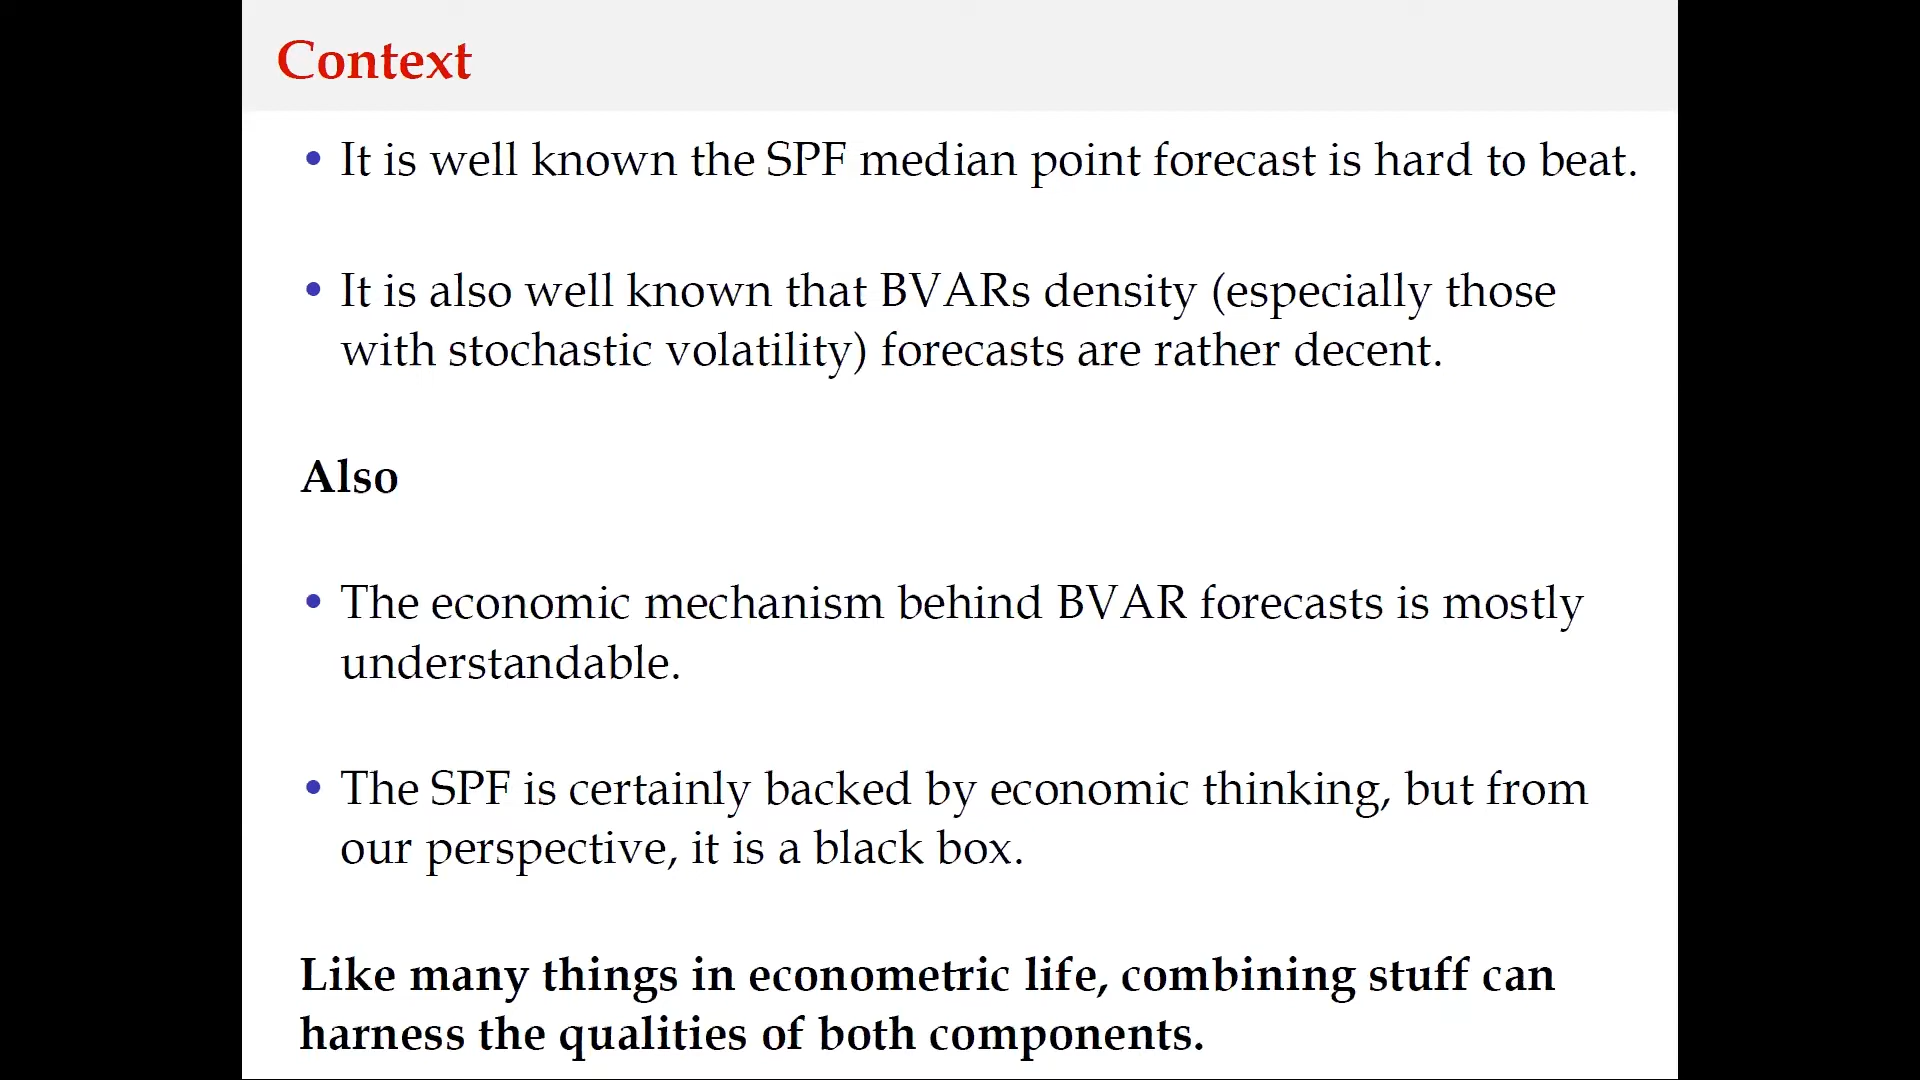 Context
• It is well known the SPF median point forecast is hard to beat.
• It is also well known that BVARs density (especially those
with stochastic volatility) forecasts are rather decent.
Also
• The economic mechanism behind BVAR forecasts is mostly
understandable.
• The SPF is certainly backed by economic thinking, but from
our perspective, it is a black box.
Like many things in econometric life, combining stuff can
harness the qualities of both components.